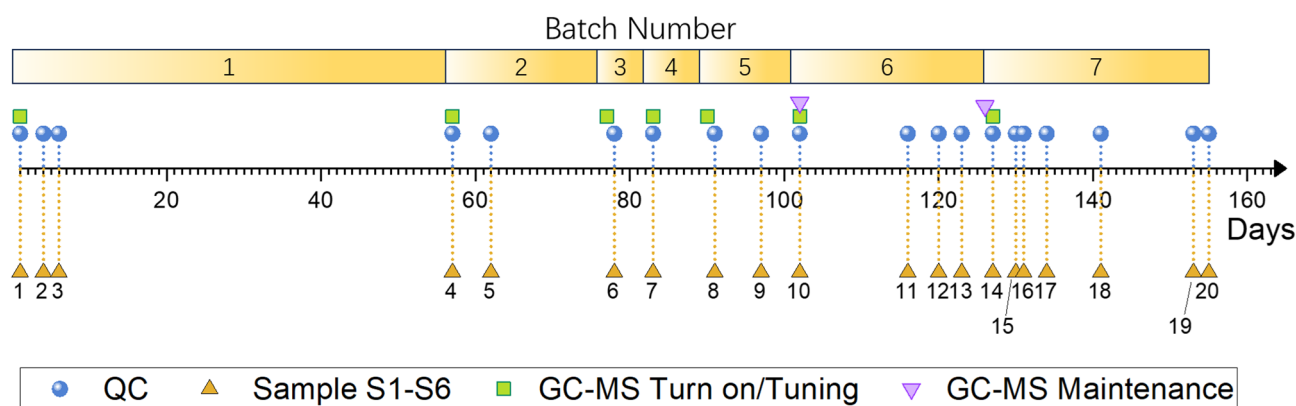 Batch Number
1 2 3 4 5 6 7
20 40 60 80 100 120 140 160
Days
1 2 3 4 5 6 7 8 9 10 11 12 13 14 16 17 18 20
15 19
QC Sample S1-S6 GC-MS Turn on/Tuning GC-MS Maintenance